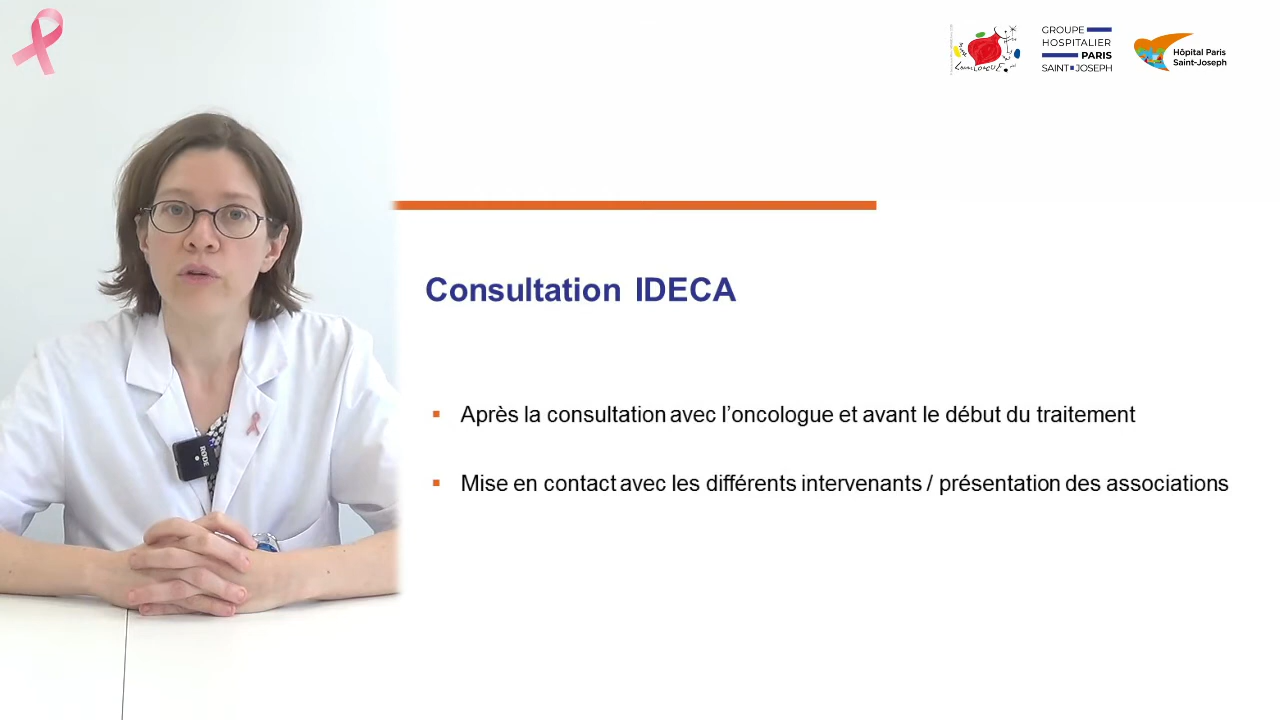 GROUPE
HOSPITALIER
PARIS
SAINT JOSEPH
Hôpital Paris
Saint-Joseph
Consultation IDECA
Après la consultation avec l’oncologue et avant le début du traitement
Mise en contact avec les différents intervenants / présentation des associations
RØDE